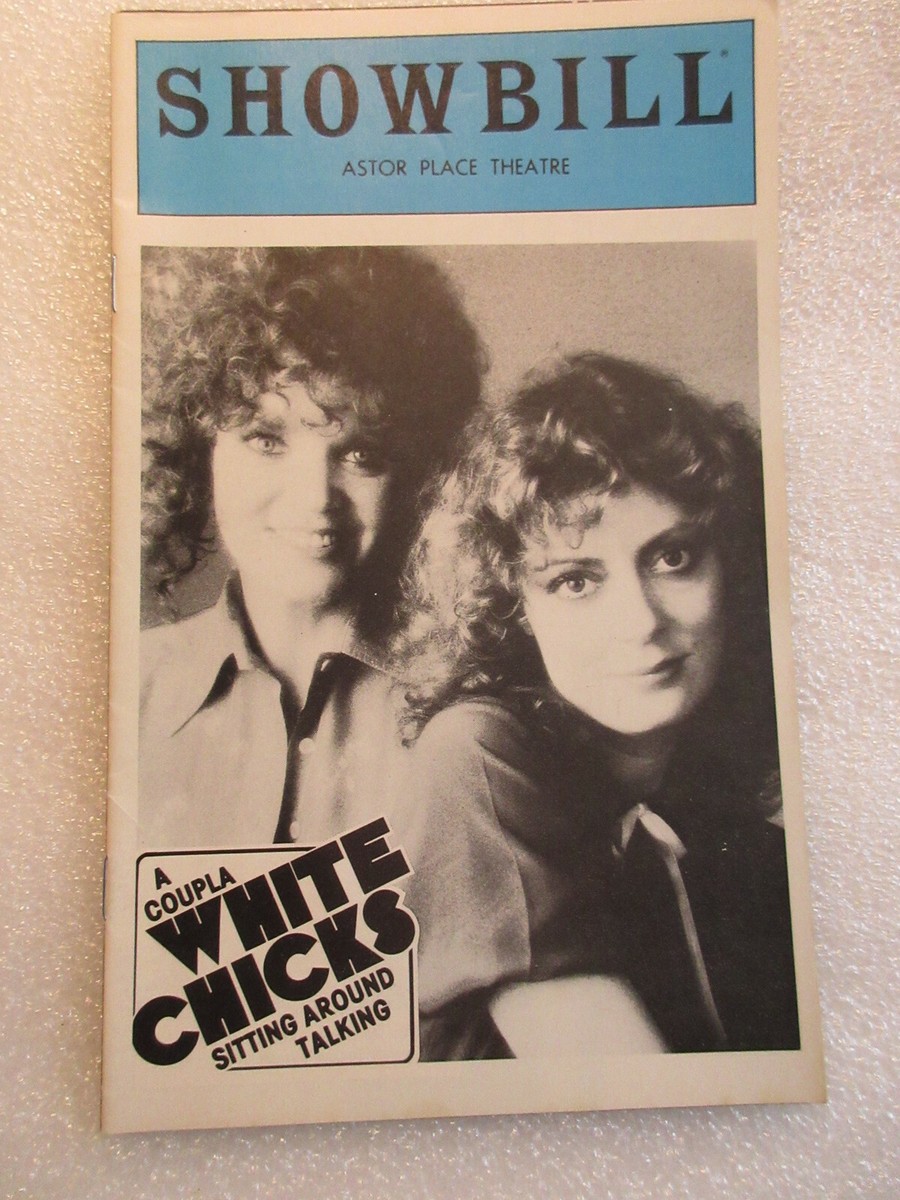 SHOWBILL®
ASTOR PLACE THEATRE
A
COUPLA
WHITE
CHICKS
SITTING AROUND
TALKING